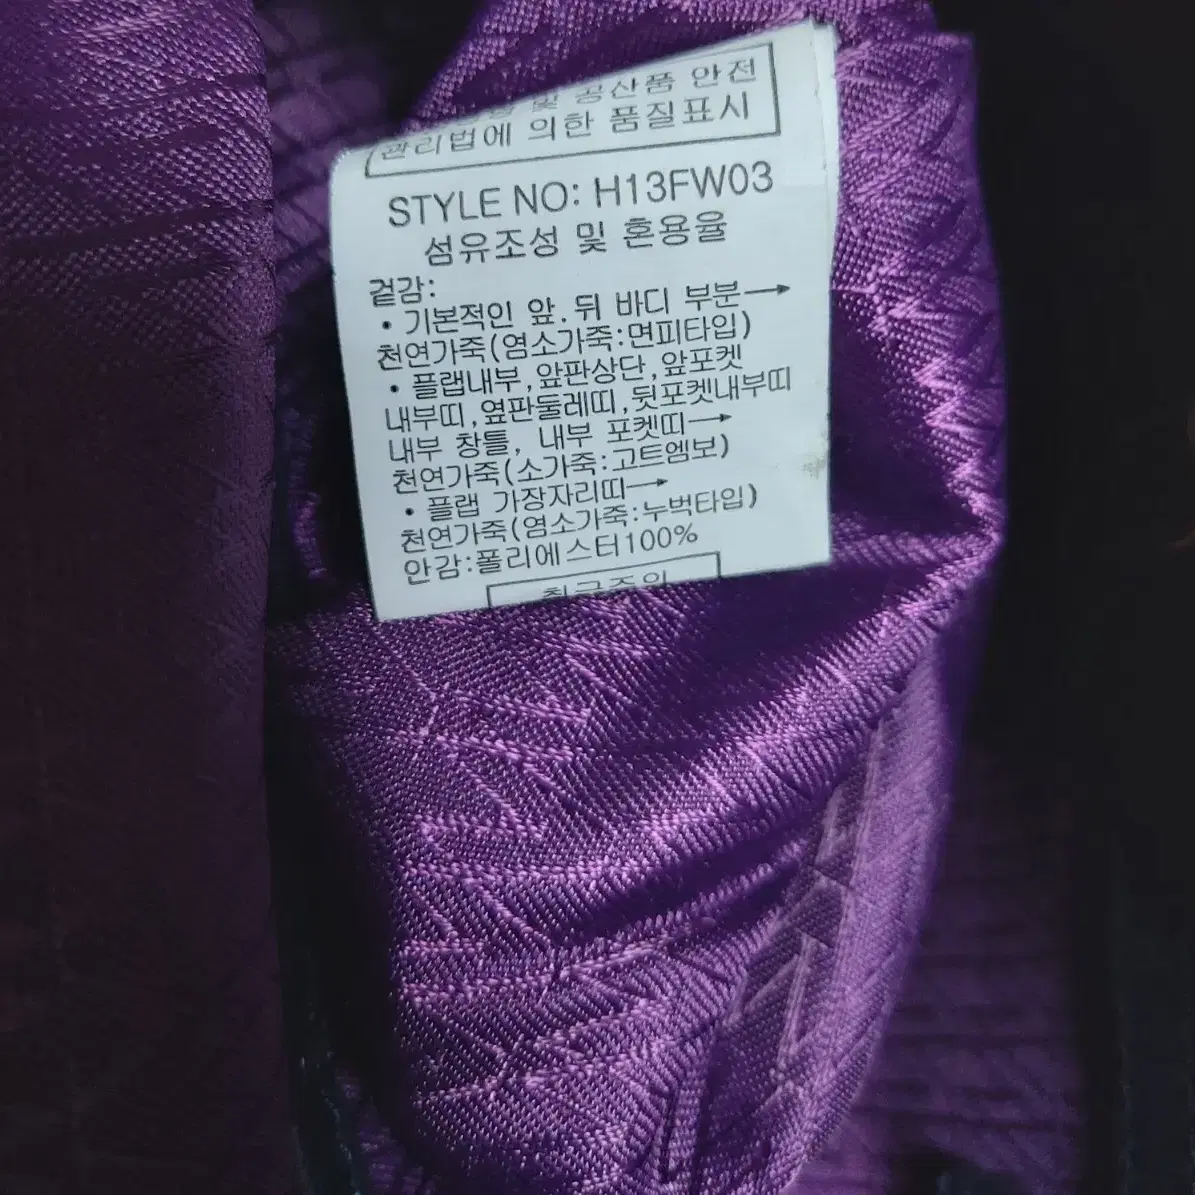 및 공산품 안전
관리법에 의한 품질표시
STYLE NO: H13FW03
섬유조성 및 혼용율
겉감:
• 기본적인 앞.뒤 바디 부분→
천연가죽(염소가죽:면피타입)
• 플랩내부,앞판상단,앞포켓
내부띠,옆판둘레띠,뒷포켓내부띠
내부 창틀, 내부 포켓띠→
천연가죽(소가죽:고트엠보)
• 플랩 가장자리띠→
천연가죽(염소가죽:누벅타입)
안감:폴리에스터100%
취급주의